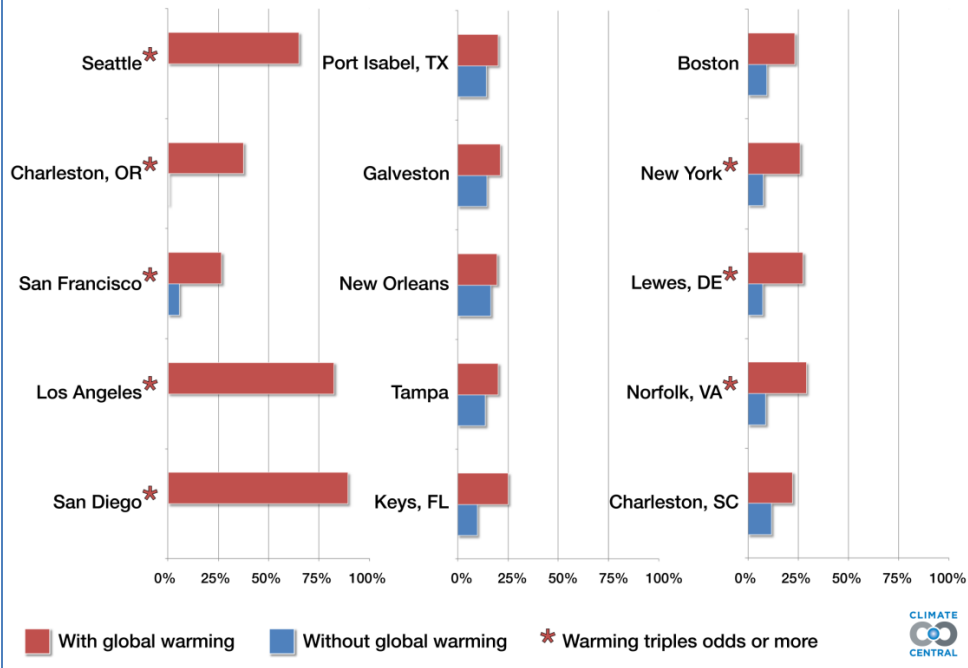 Seattle*
Charleston, OR*
San Francisco*
Los Angeles*
San Diego*
0% 25% 50% 75% 100%
Port Isabel, TX
Galveston
New Orleans
Tampa
Keys, FL
0% 25% 50% 75% 100%
Boston
New York*
Lewes, DE*
Norfolk, VA*
Charleston, SC
0% 25% 50% 75% 100%
With global warming
Without global warming
* Warming triples odds or more
CLIMATE
CENTRAL